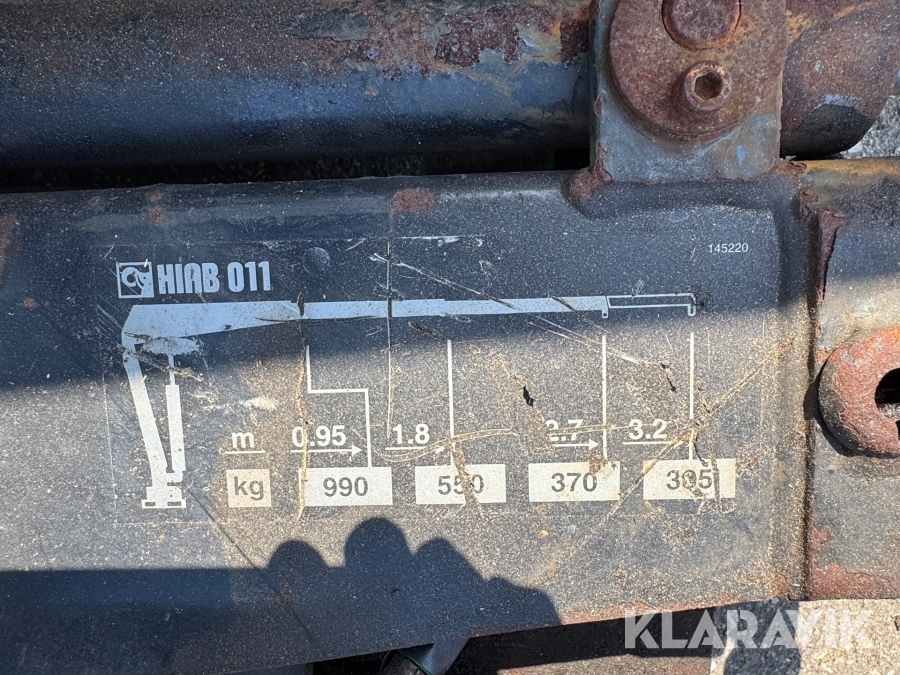 145220
HIAB 011
m 0.95 1.8 2.7 3.2
kg 990 550 370 305
KLARAVIK